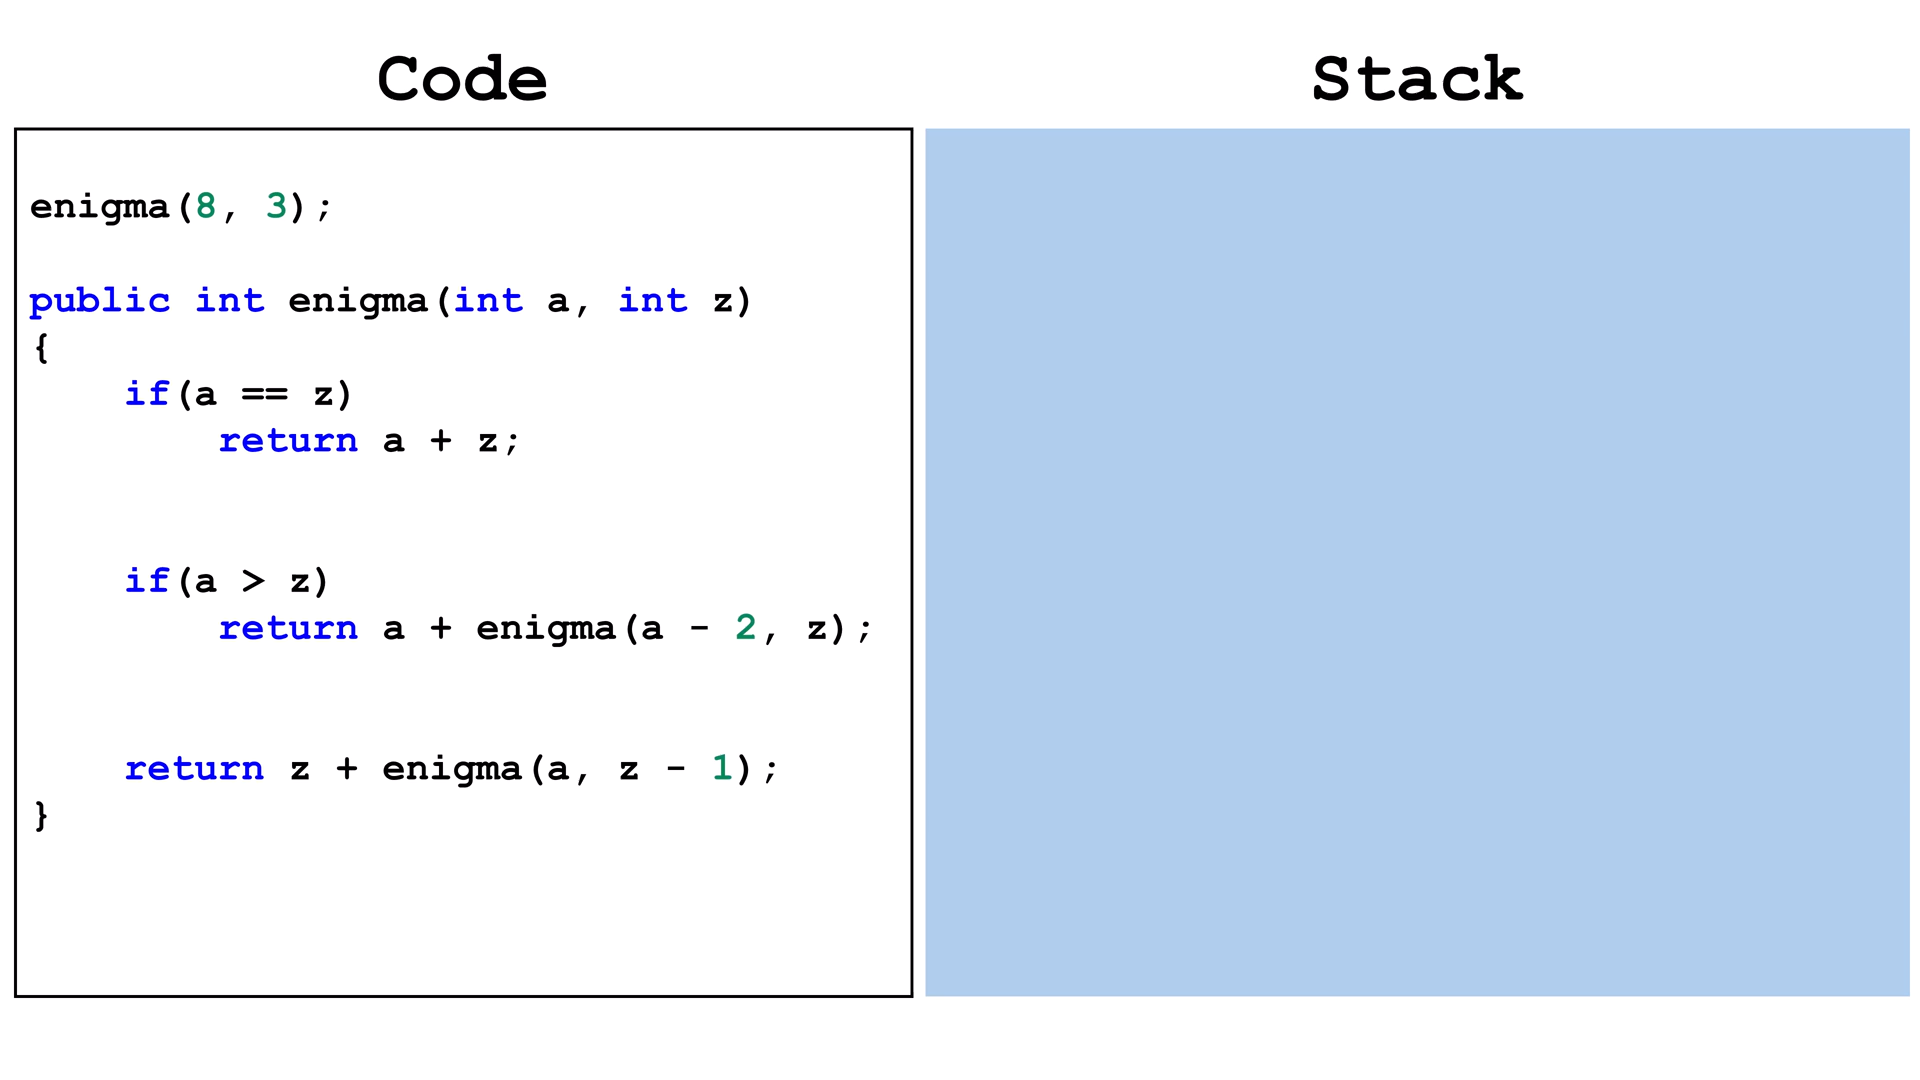 Code
Stack
enigma(8, 3);
public int enigma(int a, int z)
{
if(a == z)
return a + z;
if(a > z)
return a + enigma(a - 2, z);
return z + enigma(a, z - 1);
}